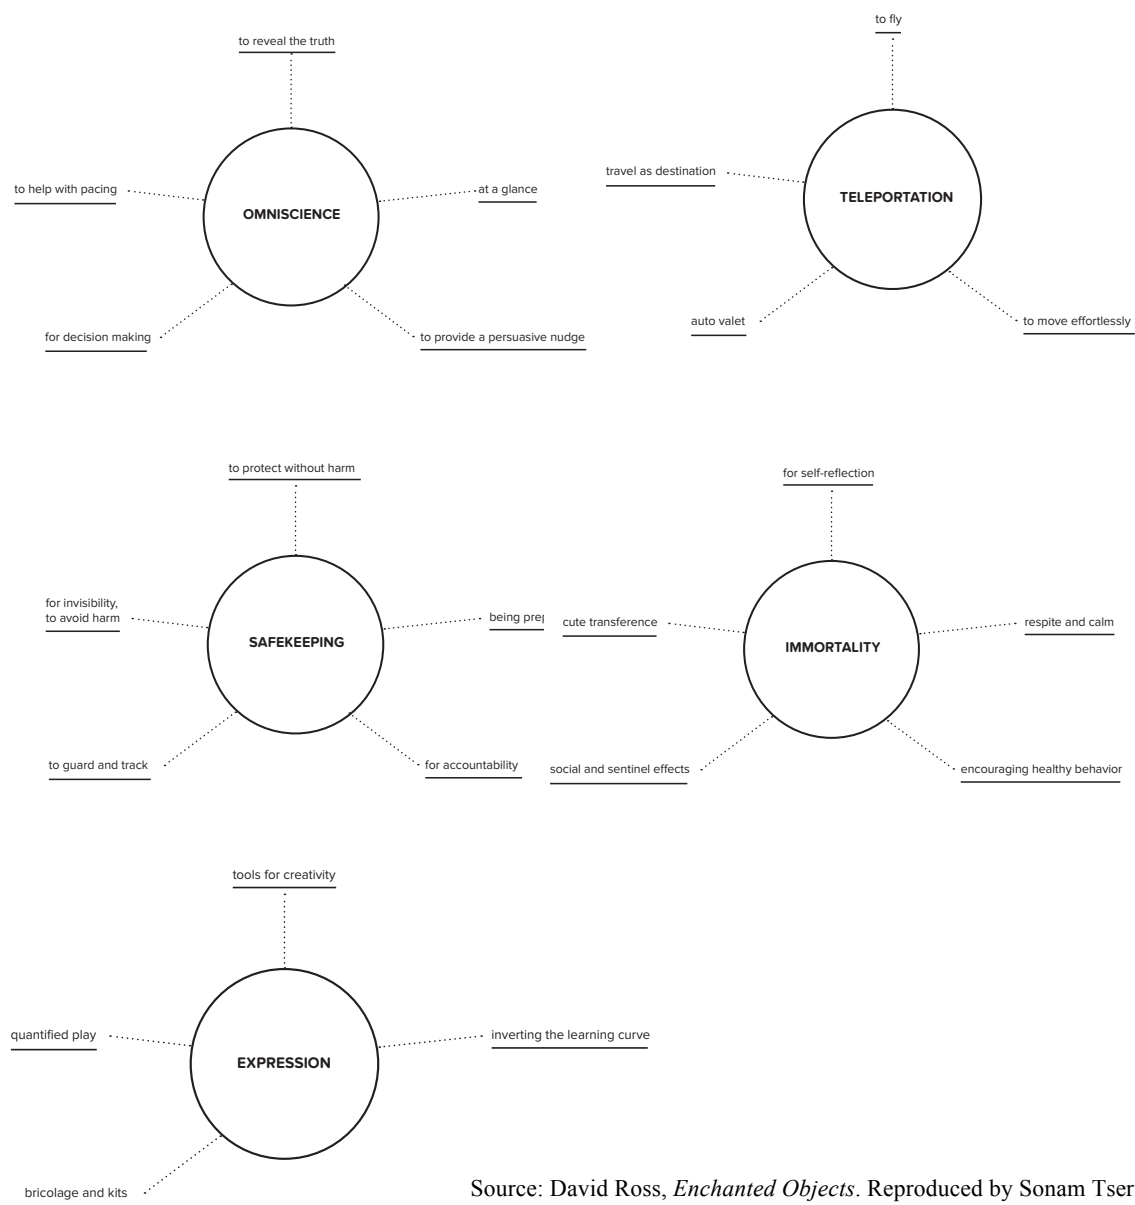 to reveal the truth
to help with pacing
at a glance
OMNISCIENCE
for decision making
to provide a persuasive nudge
to fly
travel as destination
TELEPORTATION
auto valet
to move effortlessly
to protect without harm
for invisibility,
to avoid harm
being
SAFEKEEPING
to guard and track
for accountability
for self-reflection
cute transference
respite and calm
IMMORTALITY
social and sentinel effects
encouraging healthy behavior
tools for creativity
quantified play
inverting the learning curve
EXPRESSION
bricolage and kits
Source: David Ross, Enchanted Objects. Reproduced by Sonam Tser